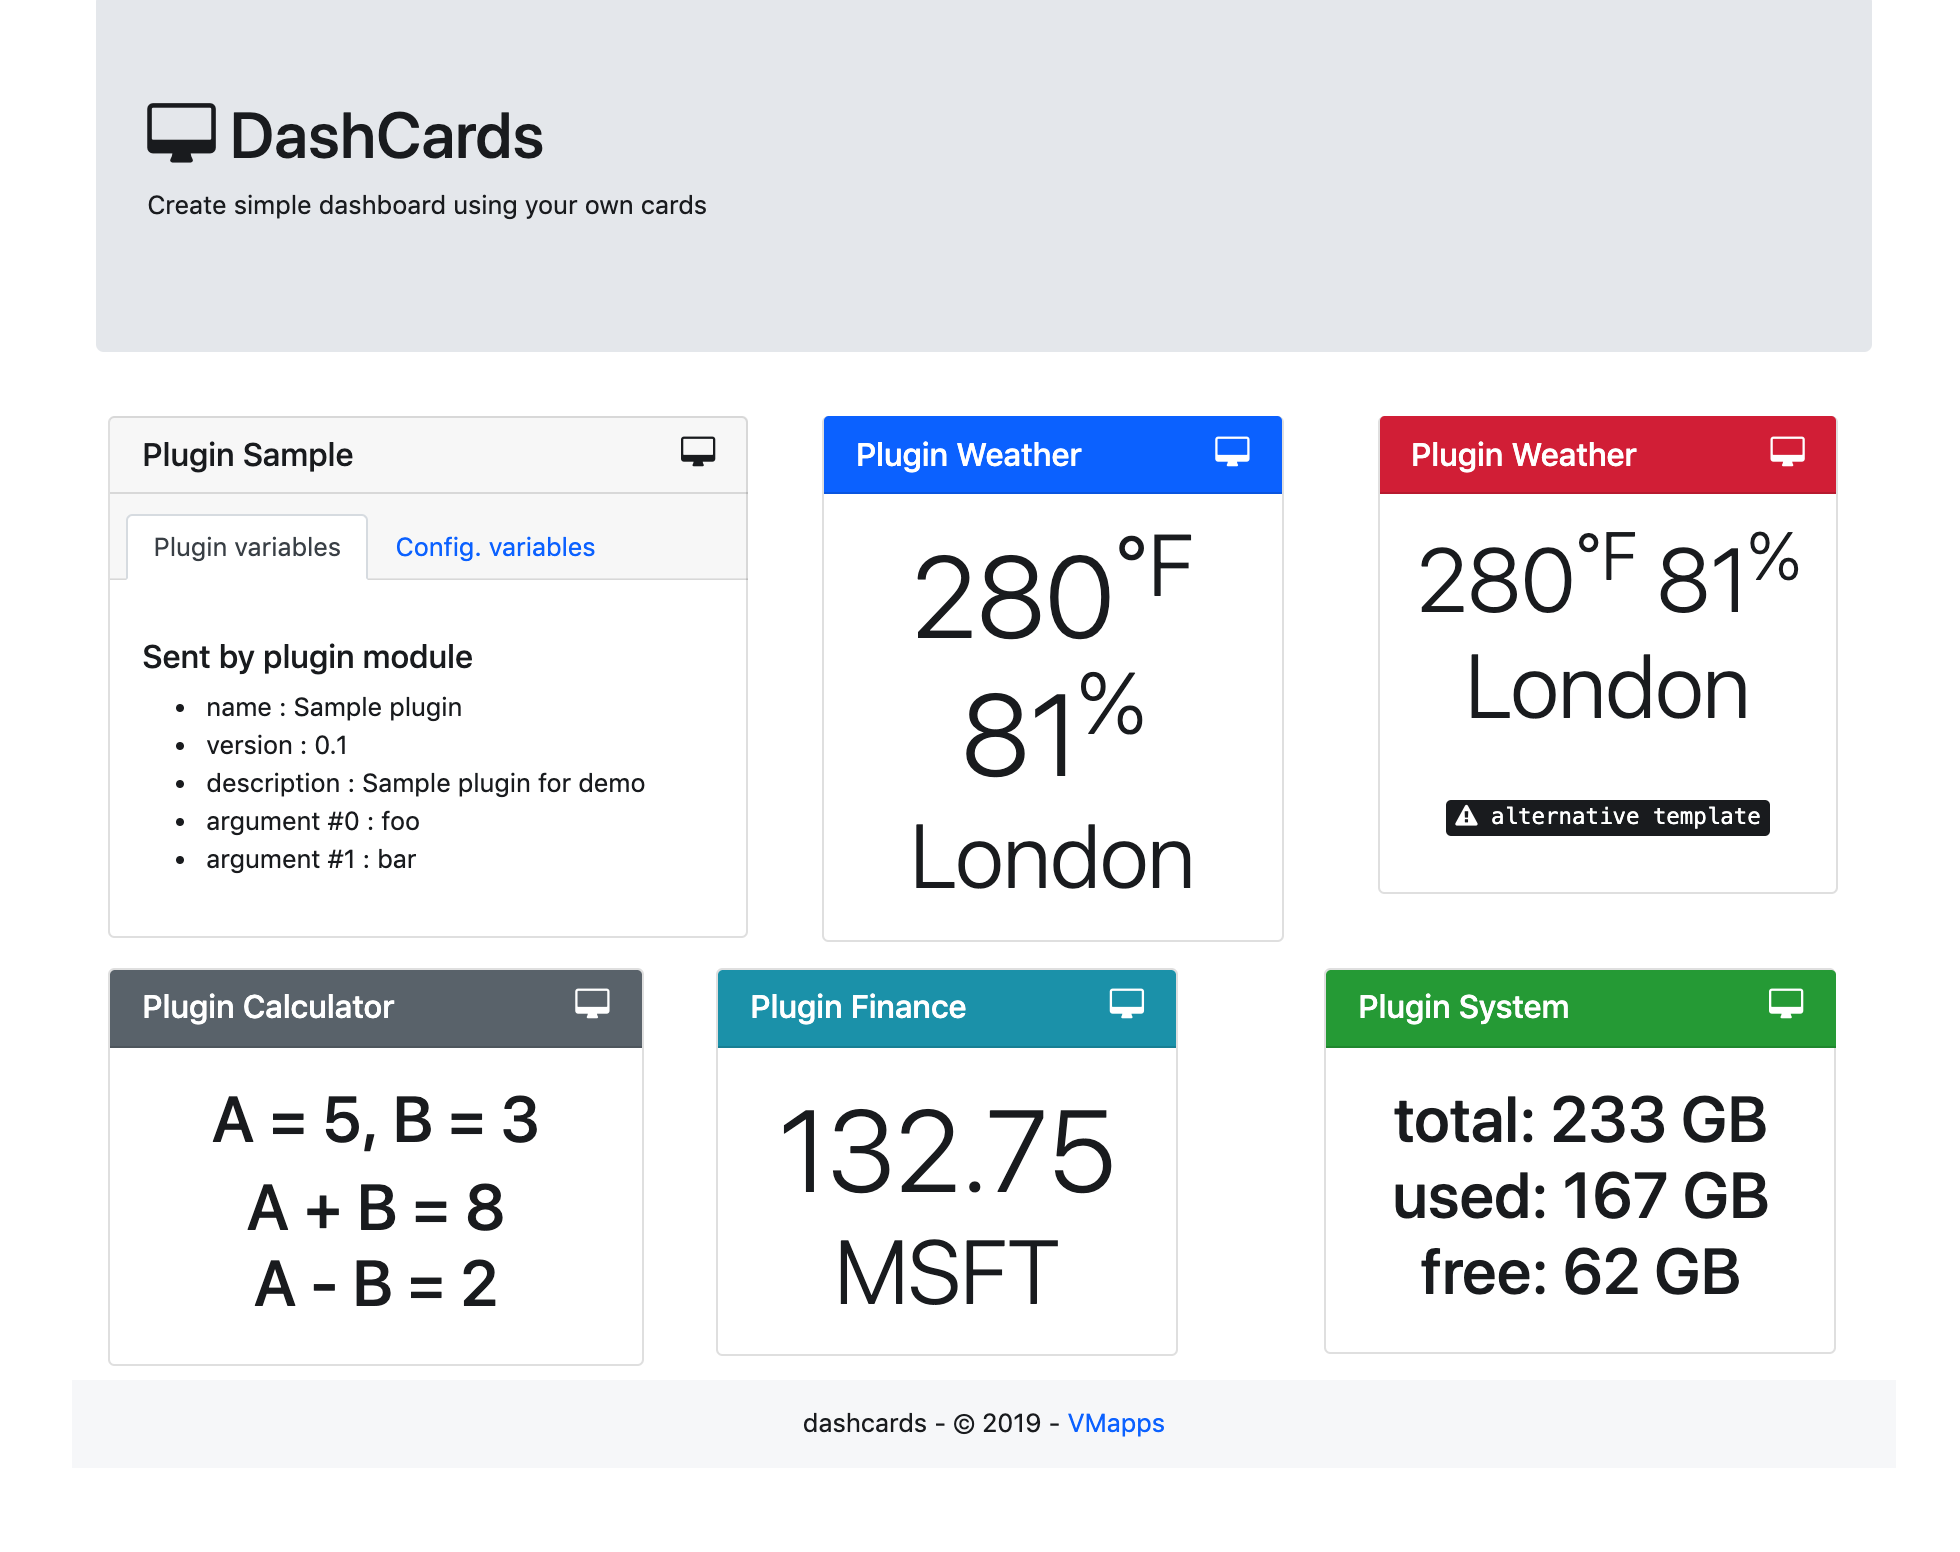 DashCards
Create simple dashboard using your own cards
Plugin Sample
Plugin variables
Config. variables
Sent by plugin module
name : Sample plugin
version : 0.1
description : Sample plugin for demo
argument #0 : foo
argument #1 : bar
Plugin Weather
280°F
81%
London
Plugin Weather
280°F 81%
London
alternative template
Plugin Calculator
A = 5, B = 3
A + B = 8
A - B = 2
Plugin Finance
132.75
MSFT
Plugin System
total: 233 GB
used: 167 GB
free: 62 GB
dashcards - © 2019 - VMapps